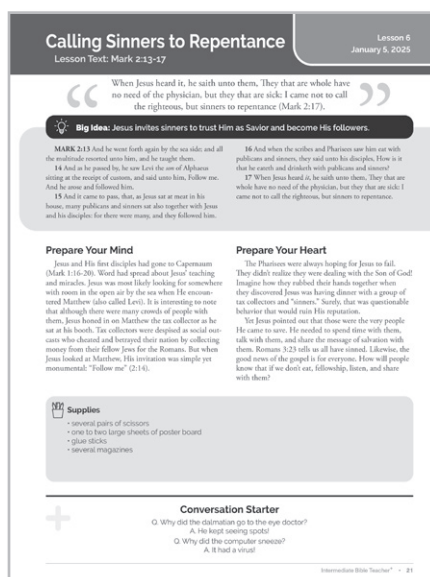 Calling Sinners to Repentance
Lesson Text: Mark 2:13-17
Lesson 6
January 5, 2025
When Jesus heard it, he saith unto them, They that are whole have
no need of the physician, but they that are sick: I came not to call
the righteous, but sinners to repentance (Mark 2:17).
Big Idea: Jesus invites sinners to trust Him as Savior and become His followers.
MARK 2:13 And he went forth again by the sea side; and all
the multitude resorted unto him, and he taught them.
14 And as he passed by, he saw Levi the son of Alphæus
sitting at the receipt of custom, and said unto him, Follow me.
And he arose and followed him.
15 And it came to pass, that, as Jesus sat at meat in his
house, many publicans and sinners sat also together with Jesus
and his disciples: for there were many, and they followed him.
16 And when the scribes and Pharisees saw him eat with
publicans and sinners, they said unto his disciples, How is it
that he eateth and drinketh with publicans and sinners?
17 When Jesus heard it, he saith unto them, They that are
whole have no need of the physician, but they that are sick: I
came not to call the righteous, but sinners to repentance.
Prepare Your Mind
Jesus and His first disciples had gone to Capernaum
(Mark 1:16-20). Word had spread about Jesus' teaching
and miracles. Jesus was most likely looking for somewhere
with room in the open air by the sea when He encoun-
tered Matthew (also called Levi). It is interesting to note
that although there were many crowds of people with
them, Jesus honed in on Matthew the tax collector as he
sat at his booth. Tax collectors were despised as social out-
casts who cheated and betrayed their nation by collecting
money from their fellow Jews for the Romans. But when
Jesus looked at Matthew, His invitation was simple yet
monumental: "Follow me" (2:14).
Prepare Your Heart
The Pharisees were always hoping for Jesus to fail.
They didn't realize they were dealing with the Son of God!
Imagine how they rubbed their hands together when
they discovered Jesus was having dinner with a group of
tax collectors and "sinners." Surely, that was questionable
behavior that would ruin His reputation.
Yet Jesus pointed out that those were the very people
He came to save. He needed to spend time with them,
talk with them, and share the message of salvation with
them. Romans 3:23 tells us all have sinned. Likewise, the
good news of the gospel is for everyone. How will people
know that if we don't eat, fellowship, listen, and share
with them?
Supplies
• several pairs of scissors
• one to two large sheets of poster board
• glue sticks
• several magazines
Conversation Starter
Q. Why did the dalmatian go to the eye doctor?
A. He kept seeing spots!
Q. Why did the computer sneeze?
A. It had a virus!
Intermediate Bible Teacher® • 21